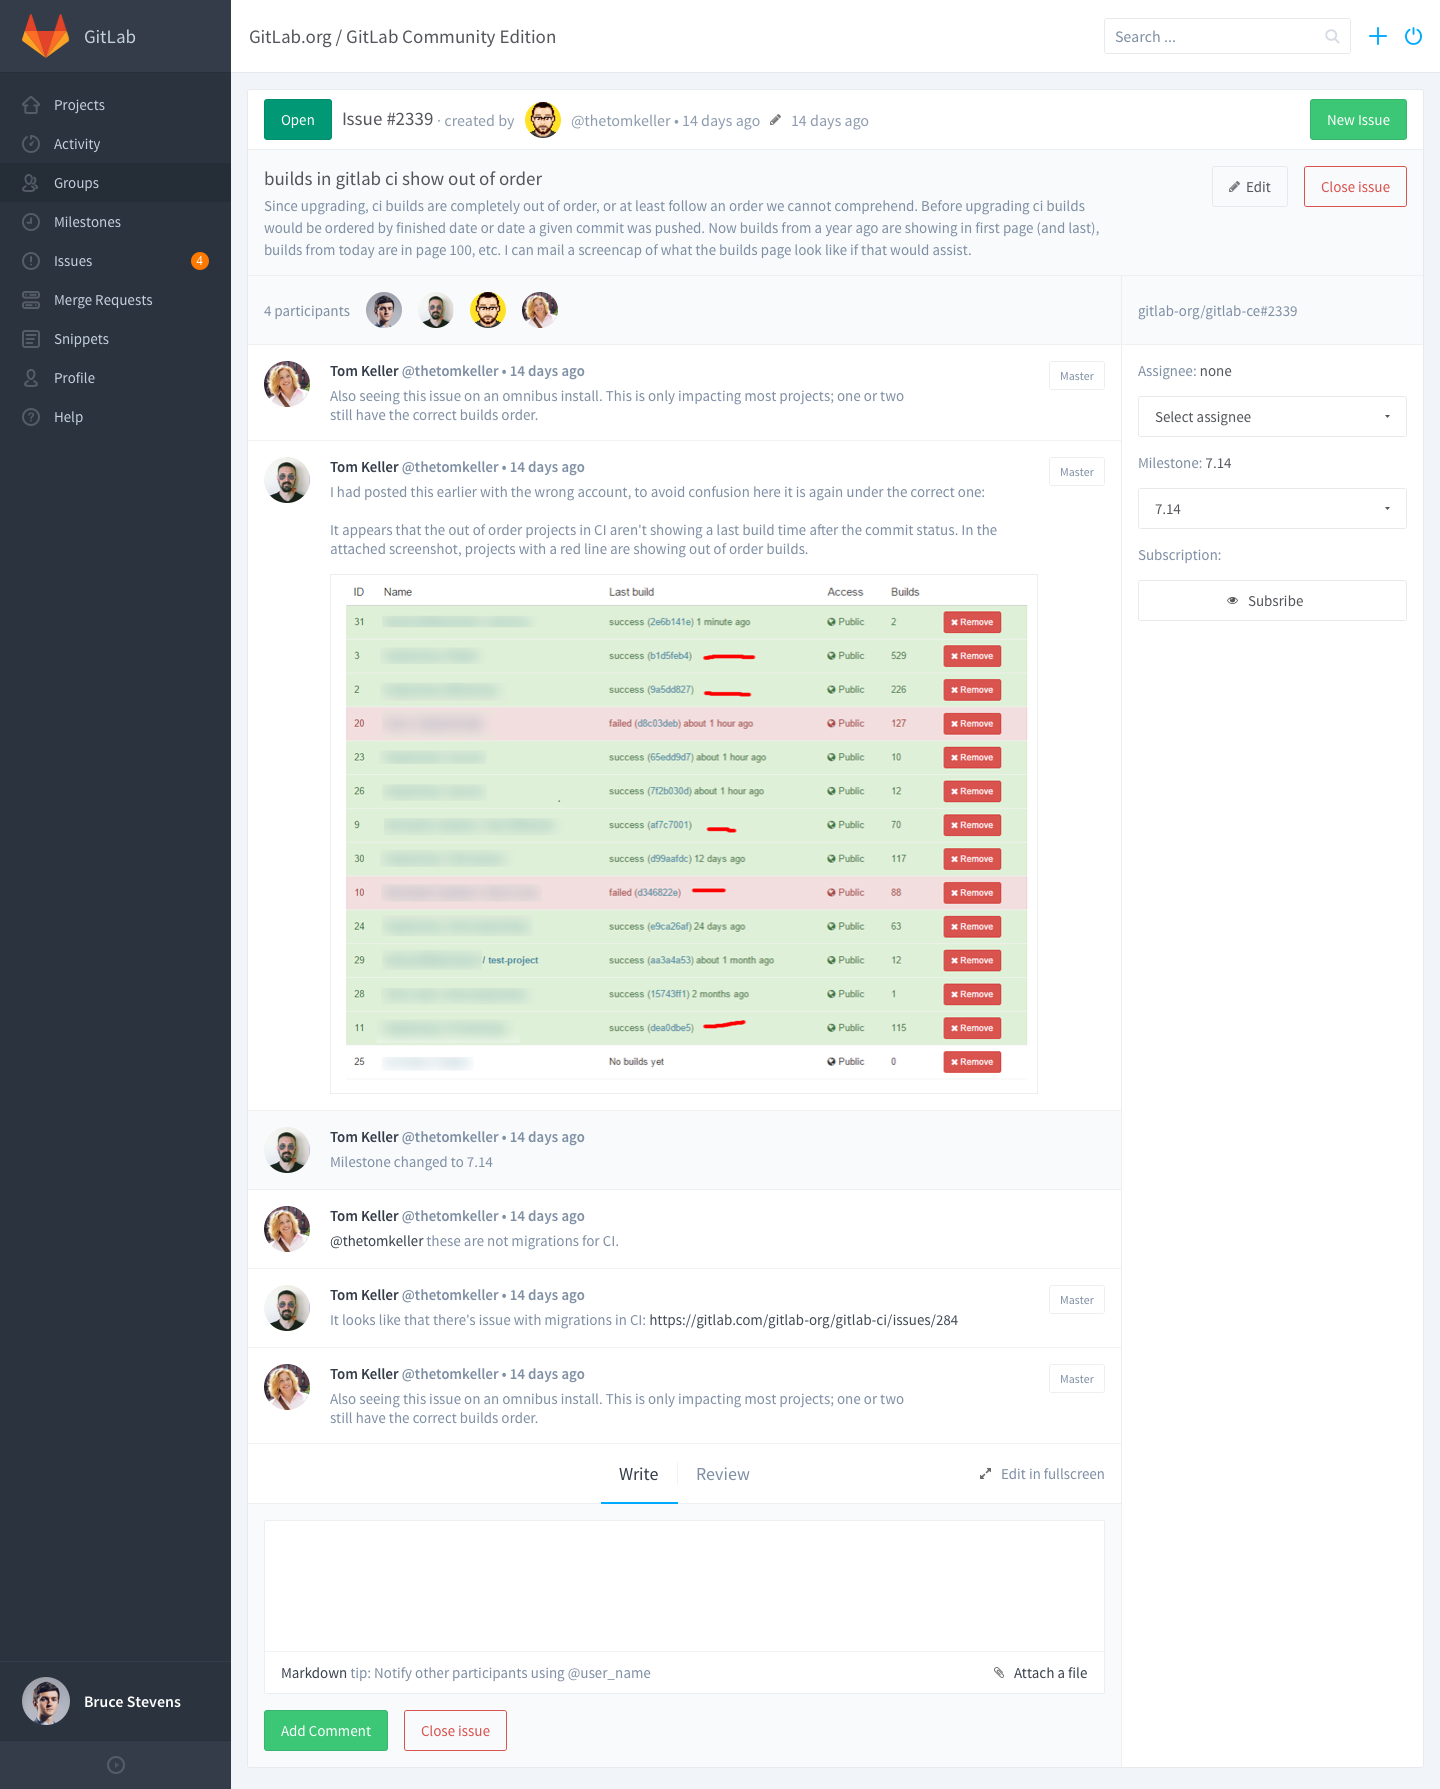 GitLab
GitLab.org / GitLab Community Edition
Search ...
Projects
Activity
Groups
Milestones
Issues 4
Merge Requests
Snippets
Profile
Help
Open Issue #2339 · created by @thetomkeller • 14 days ago 14 days ago New Issue
builds in gitlab ci show out of order
Edit Close issue
Since upgrading, ci builds are completely out of order, or at least follow an order we cannot comprehend. Before upgrading ci builds
would be ordered by finished date or date a given commit was pushed. Now builds from a year ago are showing in first page (and last),
builds from today are in page 100, etc. I can mail a screencap of what the builds page look like if that would assist.
4 participants
gitlab-org/gitlab-ce#2339
Tom Keller @thetomkeller • 14 days ago Master
Also seeing this issue on an omnibus install. This is only impacting most projects; one or two
still have the correct builds order.
Assignee: none
Select assignee
Milestone: 7.14
7.14
Subscription:
Subsribe
Tom Keller @thetomkeller • 14 days ago Master
I had posted this earlier with the wrong account, to avoid confusion here it is again under the correct one:
It appears that the out of order projects in CI aren't showing a last build time after the commit status. In the
attached screenshot, projects with a red line are showing out of order builds.
ID Name Last build Access Builds
31 success (2e6b141e) 1 minute ago Public 2 Remove
3 success (b1d5feb4) Public 529 Remove
2 success (9a5dd827) Public 226 Remove
20 failed (d8c03deb) about 1 hour ago Public 127 Remove
23 success (65edd9d7) about 1 hour ago Public 10 Remove
26 success (7f2b030d) about 1 hour ago Public 12 Remove
9 success (af7c7001) Public 70 Remove
30 success (d99aafdc) 12 days ago Public 117 Remove
10 failed (d346822e) Public 88 Remove
24 success (e9ca26af) 24 days ago Public 63 Remove
29 / test-project success (aa3a4a53) about 1 month ago Public 12 Remove
28 success (15743ff1) 2 months ago Public 1 Remove
11 success (dea0dbe5) Public 115 Remove
25 No builds yet Public 0 Remove
Tom Keller @thetomkeller • 14 days ago
Milestone changed to 7.14
Tom Keller @thetomkeller • 14 days ago
@thetomkeller these are not migrations for CI.
Tom Keller @thetomkeller • 14 days ago Master
It looks like that there's issue with migrations in CI: https://gitlab.com/gitlab-org/gitlab-ci/issues/284
Tom Keller @thetomkeller • 14 days ago Master
Also seeing this issue on an omnibus install. This is only impacting most projects; one or two
still have the correct builds order.
Write Review Edit in fullscreen
Markdown tip: Notify other participants using @user_name Attach a file
Add Comment Close issue
Bruce Stevens